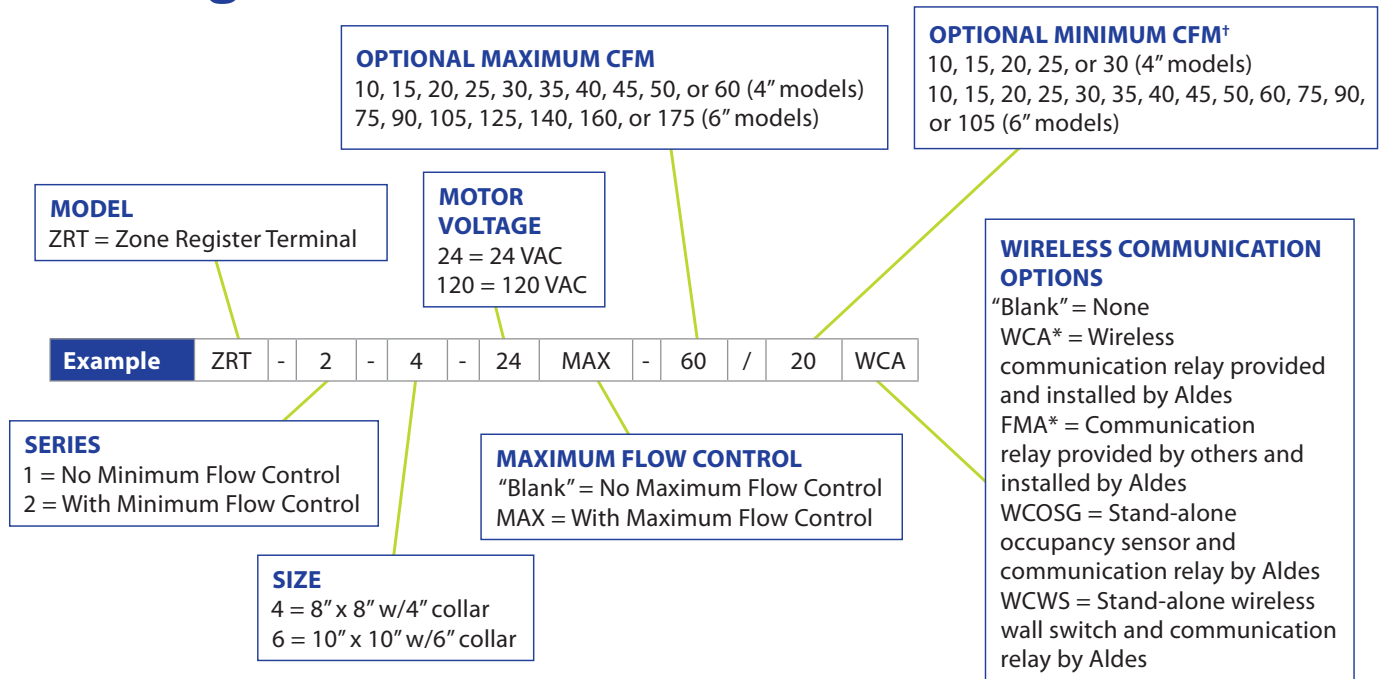 OPTIONAL MAXIMUM CFM
10, 15, 20, 25, 30, 35, 40, 45, 50, or 60 (4” models)
75, 90, 105, 125, 140, 160, or 175 (6” models)
OPTIONAL MINIMUM CFM†
10, 15, 20, 25, or 30 (4” models)
10, 15, 20, 25, 30, 35, 40, 45, 50, 60, 75, 90,
or 105 (6” models)
MODEL
ZRT = Zone Register Terminal
MOTOR
VOLTAGE
24 = 24 VAC
120 = 120 VAC
Example ZRT - 2 - 4 - 24 MAX - 60 / 20 WCA
SERIES
1 = No Minimum Flow Control
2 = With Minimum Flow Control
SIZE
4 = 8” x 8” w/4” collar
6 = 10” x 10” w/6” collar
MAXIMUM FLOW CONTROL
“Blank” = No Maximum Flow Control
MAX = With Maximum Flow Control
WIRELESS COMMUNICATION
OPTIONS
“Blank” = None
WCA* = Wireless
communication relay provided
and installed by Aldes
FMA* = Communication
relay provided by others and
installed by Aldes
WCOSG = Stand-alone
occupancy sensor and
communication relay by Aldes
WCWS = Stand-alone wireless
wall switch and communication
relay by Aldes